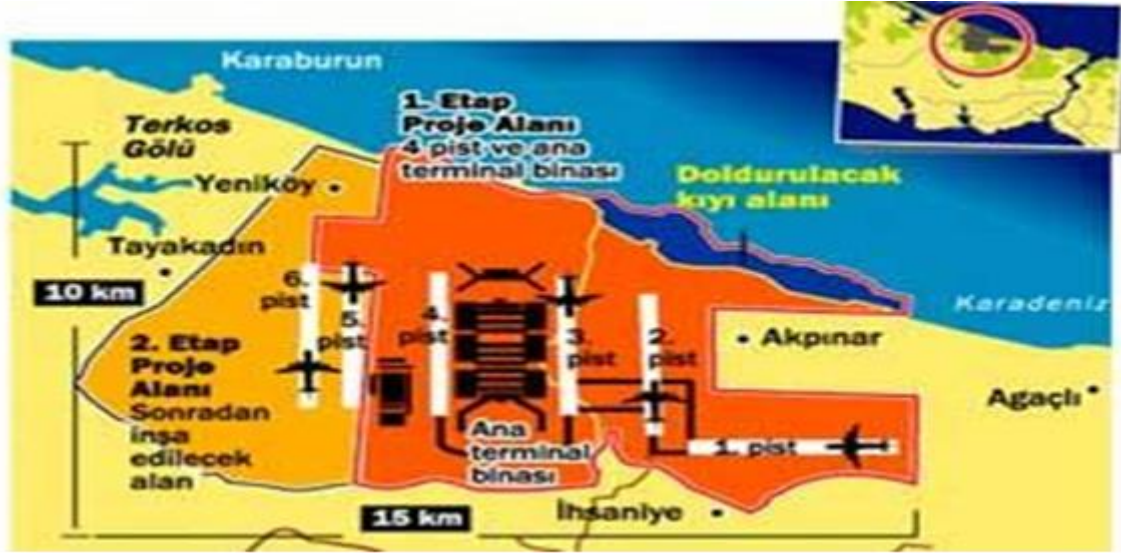 Karaburun
1. Etap
Proje Alanı
4 pist ve ana
terminal binası
Terkos
Gölü
Yeniköy
Doldurulacak
kıyı alanı
Tayakadın
10 km
6.
pist
5.
pist
4.
pist
3.
pist
2.
pist
Karadeniz
Akpınar
2. Etap
Proje
Alanı
Sonradan
inşa
edilecek
alan
Agaçlı
Ana
terminal
binası
1. pist
15 km
İhsaniye